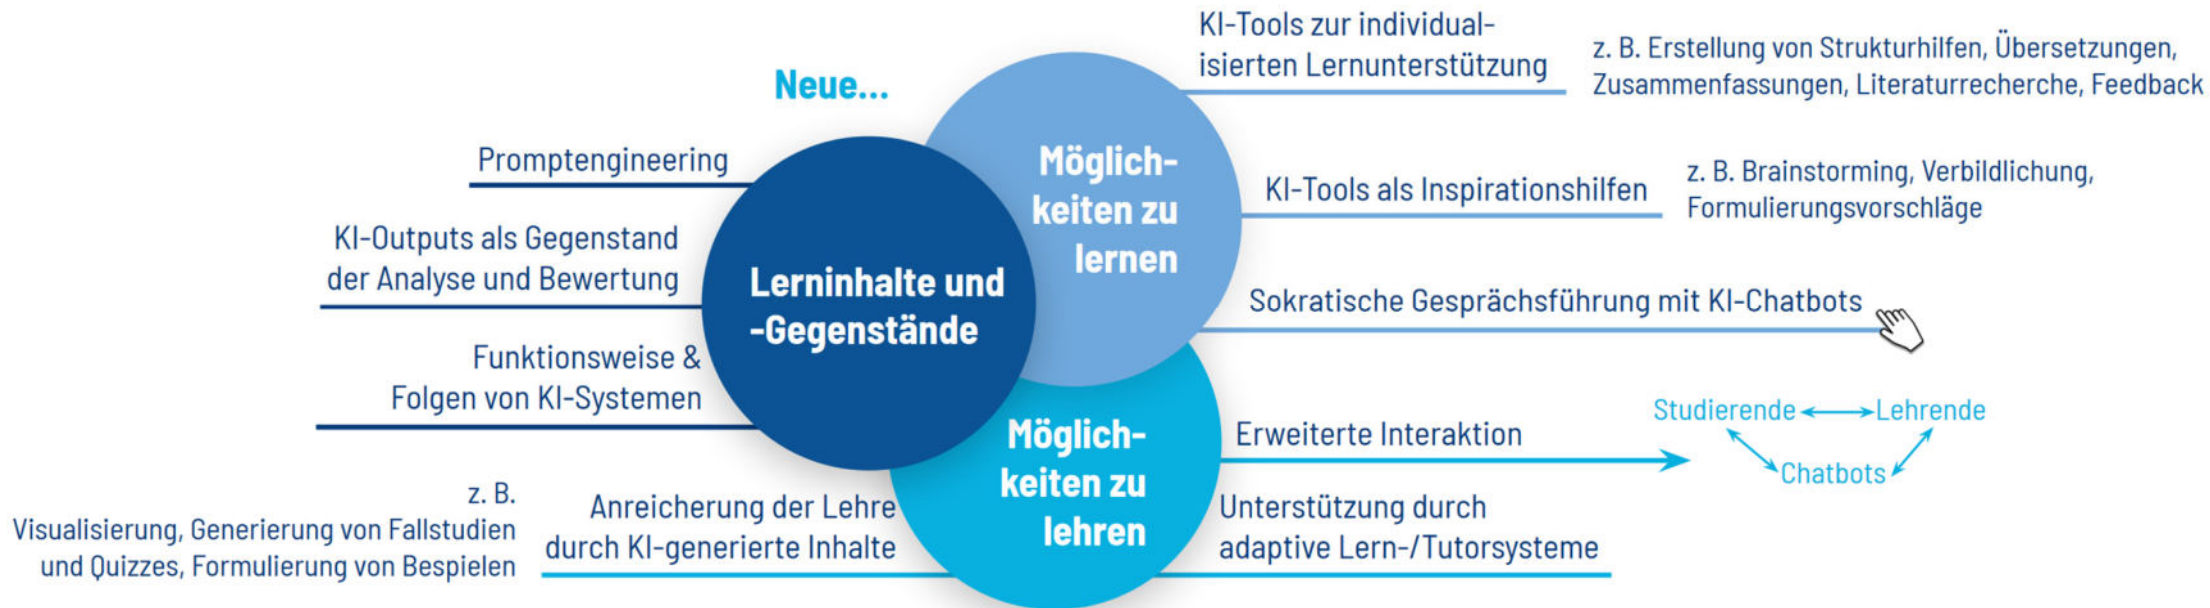 Neue...
Lerninhalte und
-Gegenstände
Promptengineering
KI-Outputs als Gegenstand
der Analyse und Bewertung
Funktionsweise &
Folgen von KI-Systemen
Möglich-
keiten zu
lernen
KI-Tools zur individual-
isierten Lernunterstützung
z. B. Erstellung von Strukturhilfen, Übersetzungen,
Zusammenfassungen, Literaturrecherche, Feedback
KI-Tools als Inspirationshilfen
z. B. Brainstorming, Verbildlichung,
Formulierungsvorschläge
Sokratische Gesprächsführung mit KI-Chatbots
Möglich-
keiten zu
lehren
Erweiterte Interaktion
Studierende
Lehrende
Chatbots
Unterstützung durch
adaptive Lern-/Tutorsysteme
Anreicherung der Lehre
durch KI-generierte Inhalte
z. B.
Visualisierung, Generierung von Fallstudien
und Quizzes, Formulierung von Bespielen